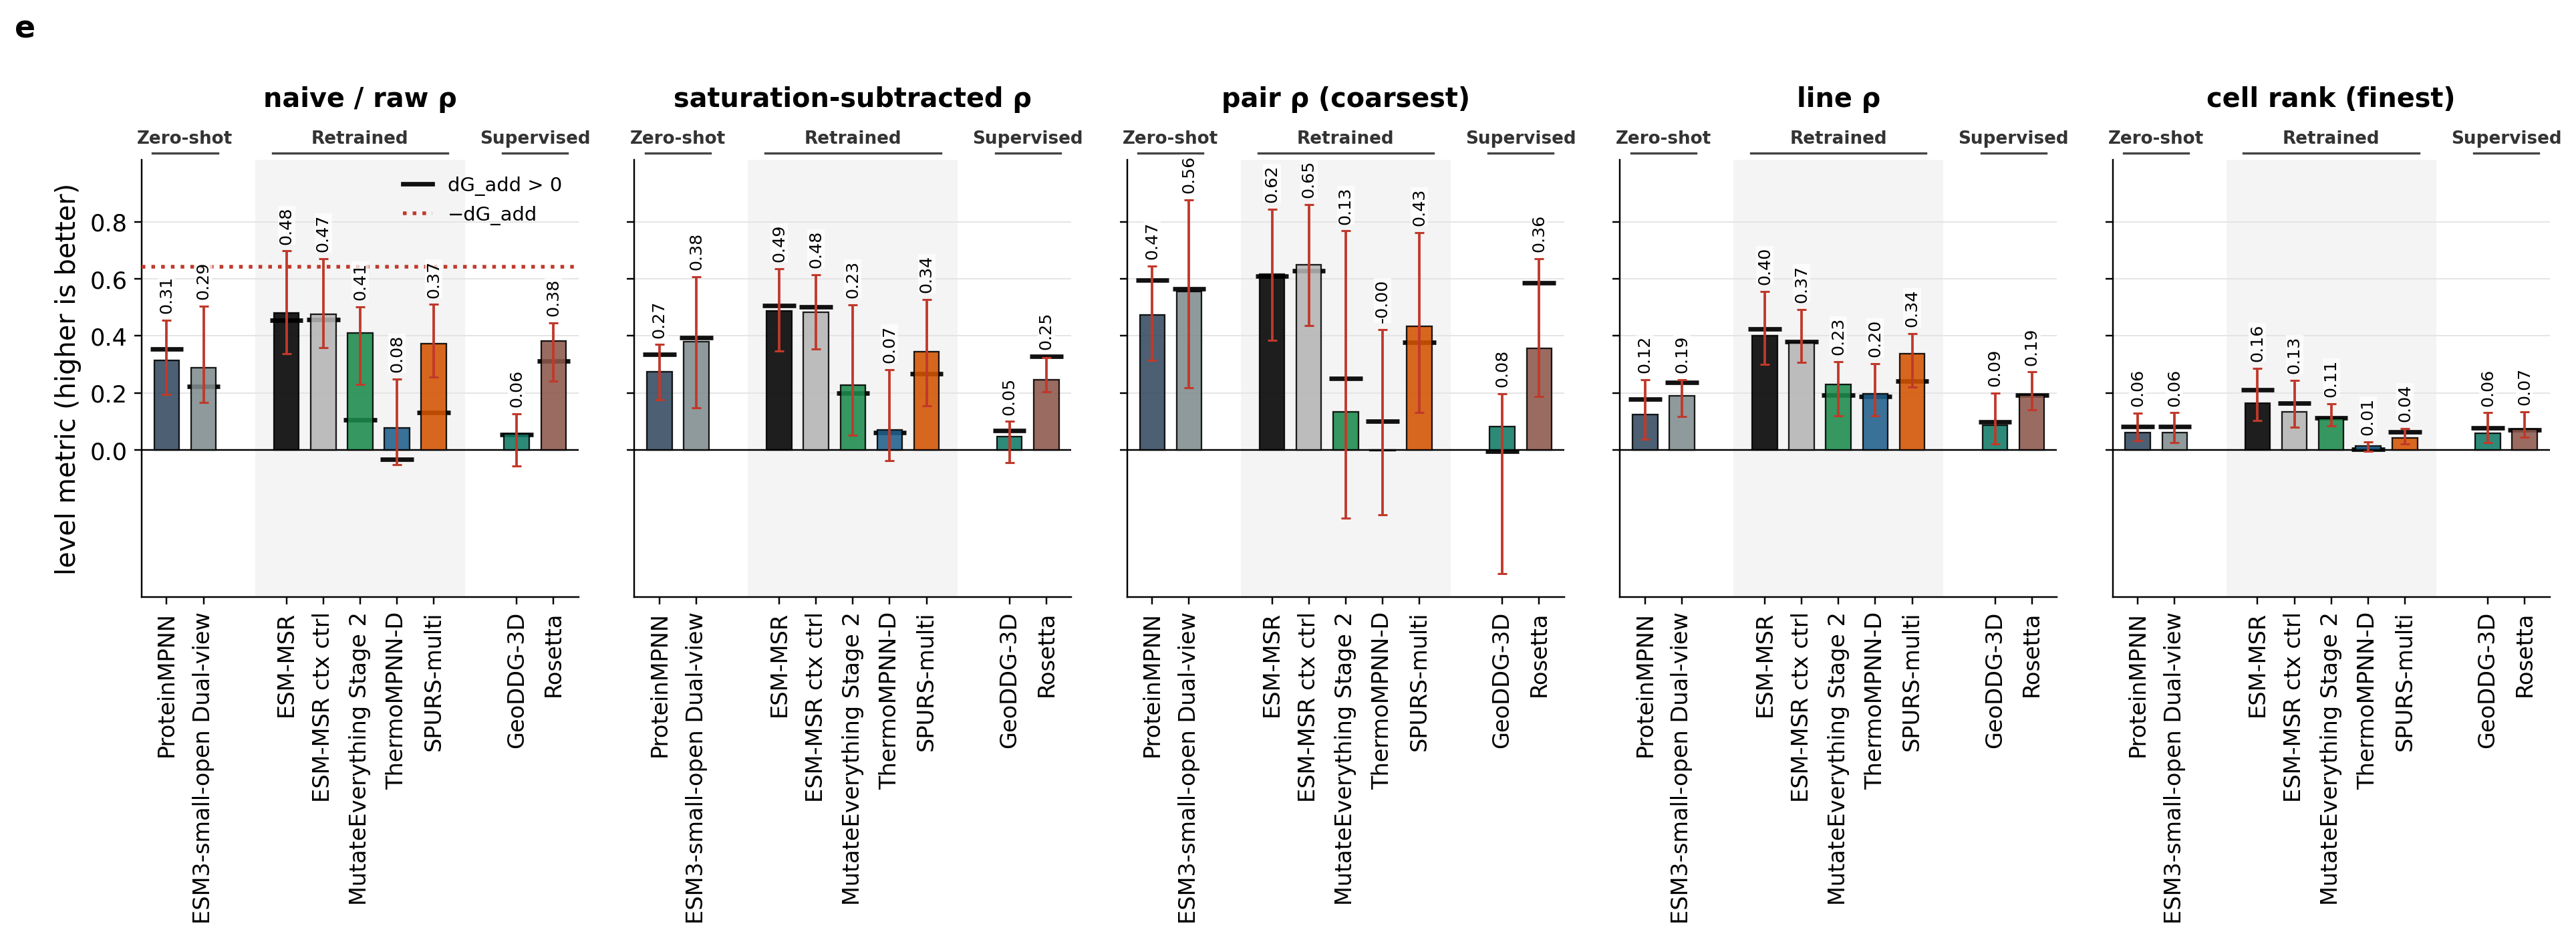 e
naive / raw ρ
Zero-shot
Retrained
Supervised
dG_add > 0
−dG_add
level metric (higher is better)
0.8
0.6
0.4
0.2
0.0
0.31
0.29
0.48
0.47
0.41
0.08
0.37
0.06
0.38
ProteinMPNN
ESM3-small-open Dual-view
ESM-MSR
ESM-MSR ctx ctrl
MutateEverything Stage 2
ThermoMPNN-D
SPURS-multi
GeoDDG-3D
Rosetta
saturation-subtracted ρ
Zero-shot
Retrained
Supervised
0.27
0.38
0.49
0.48
0.23
0.07
0.34
0.05
0.25
ProteinMPNN
ESM3-small-open Dual-view
ESM-MSR
ESM-MSR ctx ctrl
MutateEverything Stage 2
ThermoMPNN-D
SPURS-multi
GeoDDG-3D
Rosetta
pair ρ (coarsest)
Zero-shot
Retrained
Supervised
0.47
0.56
0.62
0.65
0.13
-0.00
0.43
0.08
0.36
ProteinMPNN
ESM3-small-open Dual-view
ESM-MSR
ESM-MSR ctx ctrl
MutateEverything Stage 2
ThermoMPNN-D
SPURS-multi
GeoDDG-3D
Rosetta
line ρ
Zero-shot
Retrained
Supervised
0.12
0.19
0.40
0.37
0.23
0.20
0.34
0.09
0.19
ProteinMPNN
ESM3-small-open Dual-view
ESM-MSR
ESM-MSR ctx ctrl
MutateEverything Stage 2
ThermoMPNN-D
SPURS-multi
GeoDDG-3D
Rosetta
cell rank (finest)
Zero-shot
Retrained
Supervised
0.06
0.06
0.16
0.13
0.11
0.01
0.04
0.06
0.07
ProteinMPNN
ESM3-small-open Dual-view
ESM-MSR
ESM-MSR ctx ctrl
MutateEverything Stage 2
ThermoMPNN-D
SPURS-multi
GeoDDG-3D
Rosetta